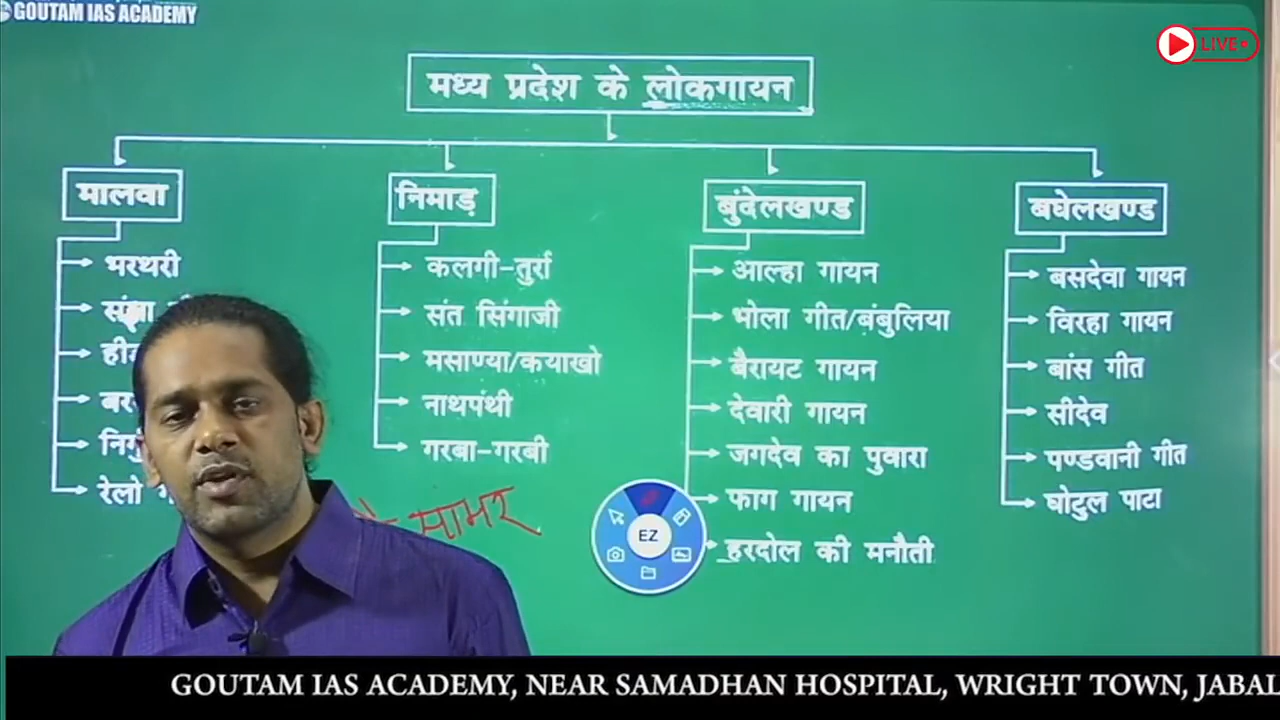 GOUTAM IAS ACADEMY
LIVE
मध्य प्रदेश के लोकगायन
मालवा
भरथरी
रेलो
निमाड़
कलगी-तुर्रा
संत सिंगाजी
मसाण्या/कयाखो
नाथपंथी
गरबा-गरबी
बुंदेलखण्ड
आल्हा गायन
भोला गीत/बंबुलिया
बैरायट गायन
देवारी गायन
जगदेव का पुवारा
फाग गायन
हरदोल की मनौती
बघेलखण्ड
बसदेवा गायन
विरहा गायन
बांस गीत
सीदेव
पण्डवानी गीत
घोटुल पाटा
EZ
GOUTAM IAS ACADEMY, NEAR SAMADHAN HOSPITAL, WRIGHT TOWN,